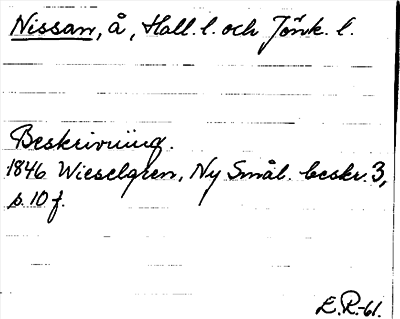 Nissan, å, Hall. l. och Jönk. l.
Beskrivning.
1846 Wieselgren, Ny Smål. beskr. 3,
s. 10 f.
E.R.-61.